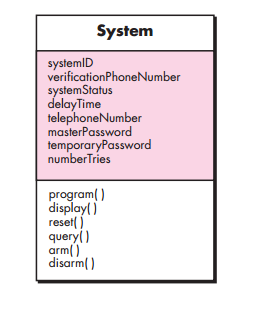 System
systemID
verificationPhoneNumber
systemStatus
delayTime
telephoneNumber
masterPassword
temporaryPassword
numberTries
program( )
display( )
reset( )
query( )
arm( )
disarm( )